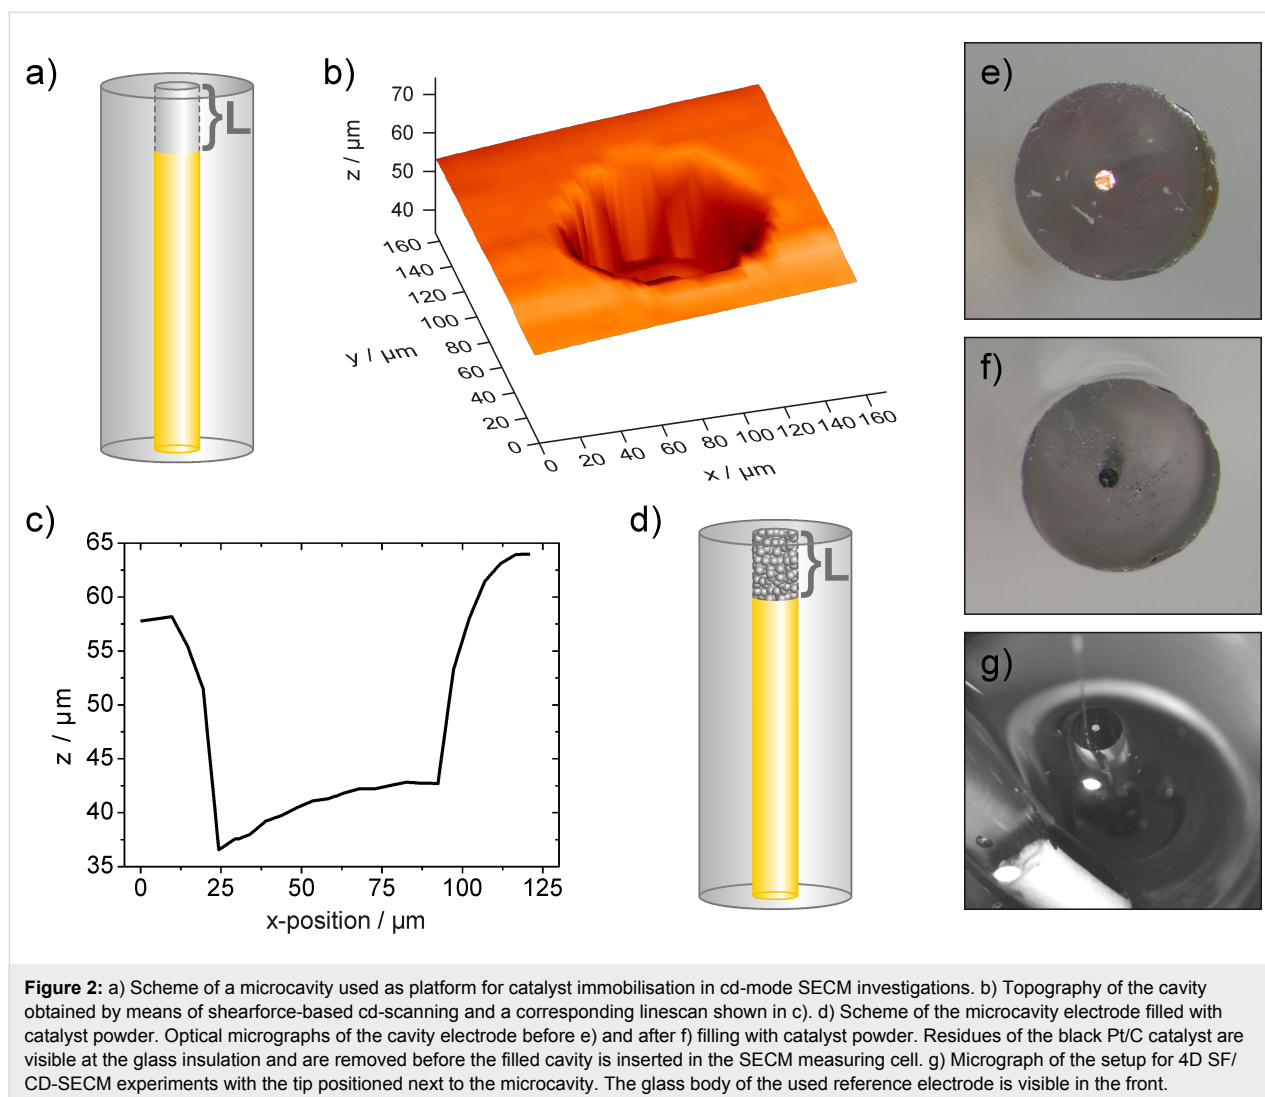 a)
L
b)
z / µm
70
60
50
40
160
140
120
100
80
60
40
20
0
y / µm
0
20
40
60
80
100
120
140
160
x / µm
c)
65
60
55
50
45
40
35
z / µm
0
25
50
75
100
125
x-position / µm
d)
L
e)
f)
g)
Figure 2: a) Scheme of a microcavity used as platform for catalyst immobilisation in cd-mode SECM investigations. b) Topography of the cavity
obtained by means of shearforce-based cd-scanning and a corresponding linescan shown in c). d) Scheme of the microcavity electrode filled with
catalyst powder. Optical micrographs of the cavity electrode before e) and after f) filling with catalyst powder. Residues of the black Pt/C catalyst are
visible at the glass insulation and are removed before the filled cavity is inserted in the SECM measuring cell. g) Micrograph of the setup for 4D SF/
CD-SECM experiments with the tip positioned next to the microcavity. The glass body of the used reference electrode is visible in the front.